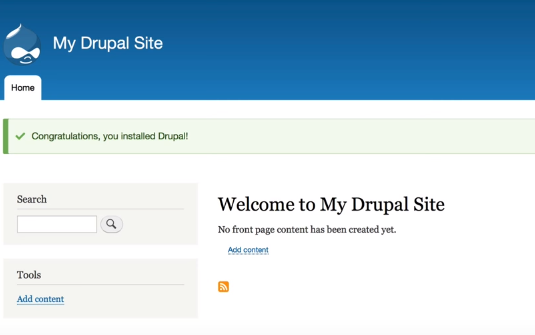 My Drupal Site
Home
Congratulations, you installed Drupal!
Search
Welcome to My Drupal Site
No front page content has been created yet.
Add content
Tools
Add content